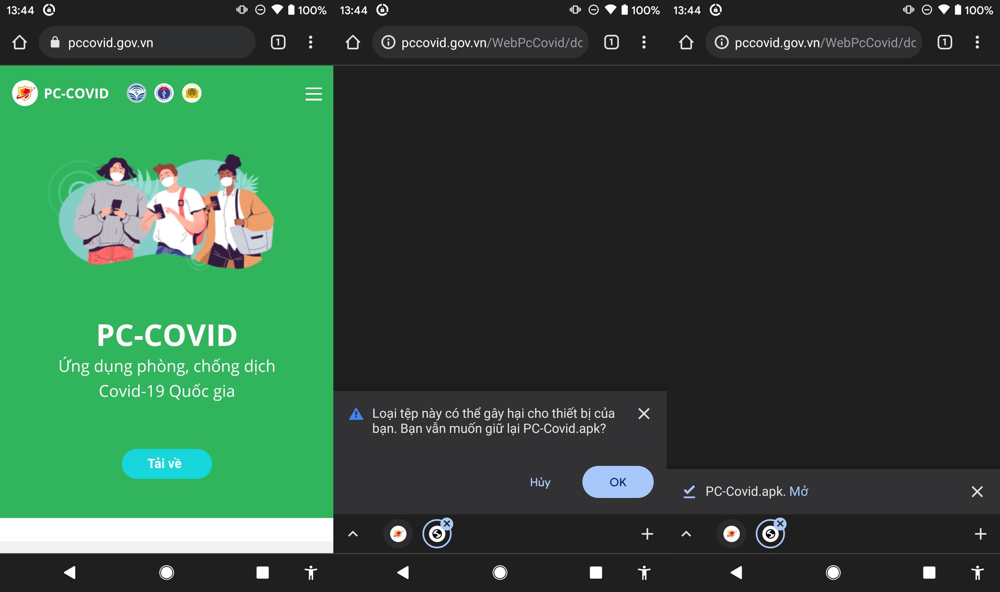 13:44
100%
pccovid.gov.vn
1
PC-COVID
PC-COVID
Ứng dụng phòng, chống dịch
Covid-19 Quốc gia
Tải về
13:44
100%
pccovid.gov.vn/WebPcCovid/dc
1
Loại tệp này có thể gây hại cho thiết bị của
bạn. Bạn vẫn muốn giữ lại PC-Covid.apk?
Hủy
OK
13:44
100%
pccovid.gov.vn/WebPcCovid/dc
1
PC-Covid.apk. Mở